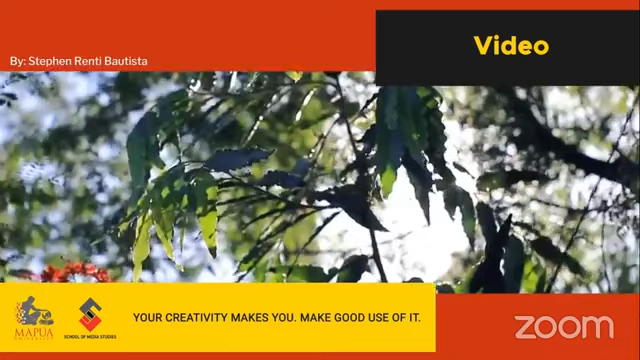 Video
By: Stephen Renti Bautista
MAPUA
UNIVERSITY
SCHOOL OF MEDIA STUDIES
YOUR CREATIVITY MAKES YOU. MAKE GOOD USE OF IT.
zoom